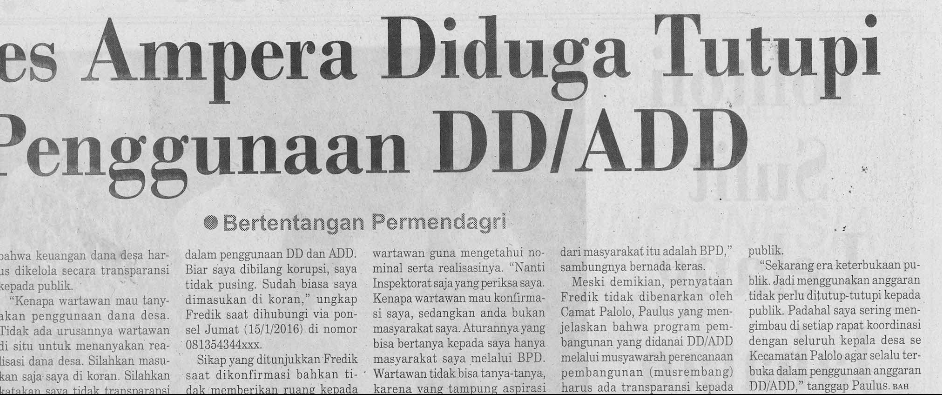 es Ampera Diduga Tutupi
Penggunaan DD/ADD
Bertentangan Permendagri
bahwa keuangan dana desa har-
us dikelola secara transparansi
kepada publik.
"Kenapa wartawan mau tany-
akan penggunaan dana desa.
Tidak ada urusannya wartawan
di situ untuk menanyakan rea-
lisasi dana desa. Silahkan masu-
kan saja saya di koran. Silahkan
katakan saya tidak transparansi
dalam penggunaan DD dan ADD.
Biar saya dibilang korupsi, saya
tidak pusing. Sudah biasa saya
dimasukan di koran," ungkap
Fredik saat dihubungi via pon-
sel Jumat (15/1/2016) di nomor
081354344xxx.
Sikap yang ditunjukkan Fredik
saat dikonfirmasi bahkan ti-
dak memberikan ruang kepada
wartawan guna mengetahui no-
minal serta realisasinya. "Nanti
Inspektorat saja yang periksa saya.
Kenapa wartawan mau konfirma-
si saya, sedangkan anda bukan
masyarakat saya. Aturannya yang
bisa bertanya kepada saya hanya
masyarakat saya melalui BPD.
Wartawan tidak bisa tanya-tanya,
karena yang tampung aspirasi
dari masyarakat itu adalah BPD,"
sambungnya bernada keras.
Meski demikian, pernyataan
Fredik tidak dibenarkan oleh
Camat Palolo, Paulus yang men-
jelaskan bahwa program pem-
bangunan yang didanai DD/ADD
melalui musyawarah perencanaan
pembangunan (musrembang)
harus ada transparansi kepada
publik.
"Sekarang era keterbukaan pu-
blik. Jadi menggunakan anggaran
tidak perlu ditutup-tutupi kepada
publik. Padahal saya sering men-
gimbau di setiap rapat koordinasi
dengan seluruh kepala desa se
Kecamatan Palolo agar selalu ter-
buka dalam penggunaan anggaran
DD/ADD," tanggap Paulus. BAH